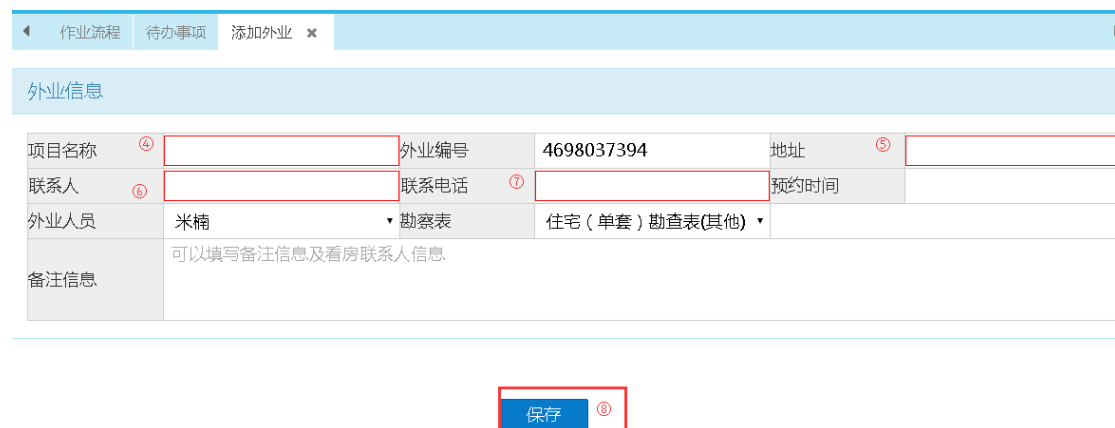 作业流程 待办事项 添加外业 ×
外业信息
项目名称 ④ 外业编号 4698037394 地址 ⑤
联系人 ⑥ 联系电话 ⑦ 预约时间
外业人员 米楠 勘察表 住宅（单套）勘查表(其他)
备注信息 可以填写备注信息及看房联系人信息
保存 ⑧